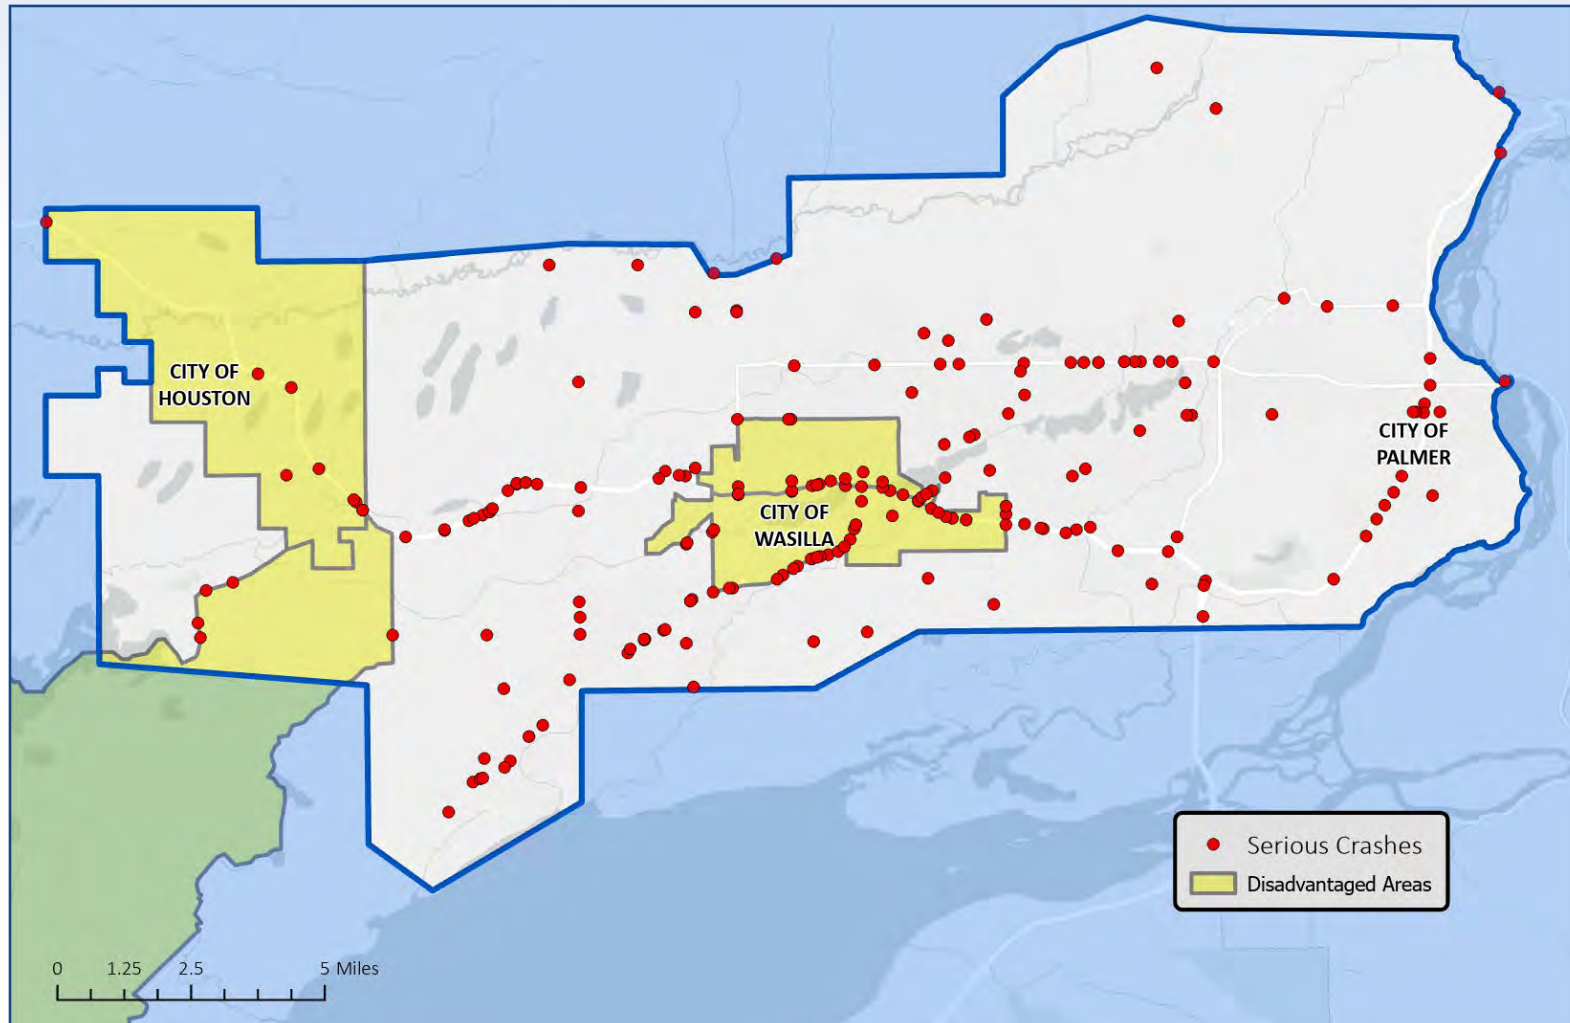 CITY OF
HOUSTON
CITY OF
WASILLA
CITY OF
PALMER
Serious Crashes
Disadvantaged Areas
0 1.25 2.5 5 Miles